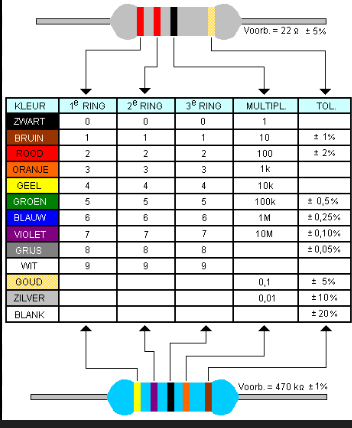 Voorb. = 22 Ω ± 5%
KLEUR 1e RING 2e RING 3e RING MULTIPL. TOL.
ZWART 0 0 0 1
BRUIN 1 1 1 10 ± 1%
ROOD 2 2 2 100 ± 2%
ORANJE 3 3 3 1k
GEEL 4 4 4 10k
GROEN 5 5 5 100k ± 0,5%
BLAUW 6 6 6 1M ± 0,25%
VIOLET 7 7 7 10M ± 0,10%
GRIJS 8 8 8 ± 0,05%
WIT 9 9 9
GOUD 0,1 ± 5%
ZILVER 0,01 ± 10%
BLANK ± 20%
Voorb. = 470 kΩ ± 1%